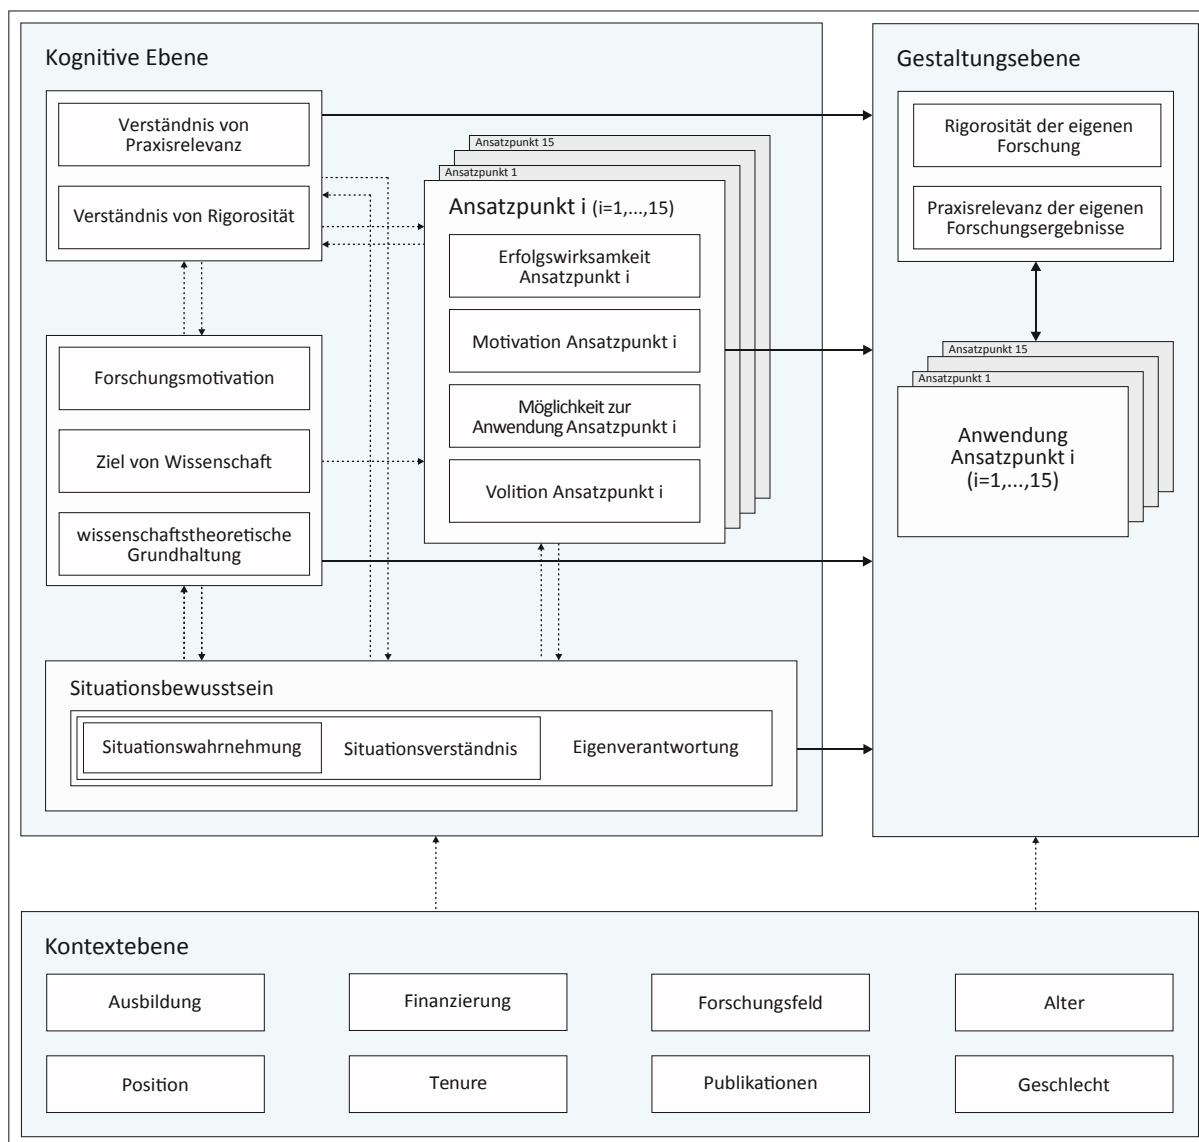 Kognitive Ebene
Verständnis von
Praxisrelevanz
Verständnis von Rigorosität
Forschungsmotivation
Ziel von Wissenschaft
wissenschaftstheoretische
Grundhaltung
Ansatzpunkt 15
Ansatzpunkt 1
Ansatzpunkt i (i=1,...,15)
Erfolgswirksamkeit
Ansatzpunkt i
Motivation Ansatzpunkt i
Möglichkeit zur
Anwendung Ansatzpunkt i
Volition Ansatzpunkt i
Situationsbewusstsein
Situationswahrnehmung
Situationsverständnis
Eigenverantwortung
Gestaltungsebene
Rigorosität der eigenen
Forschung
Praxisrelevanz der eigenen
Forschungsergebnisse
Ansatzpunkt 15
Ansatzpunkt 1
Anwendung
Ansatzpunkt i
(i=1,...,15)
Kontextebene
Ausbildung
Finanzierung
Forschungsfeld
Alter
Position
Tenure
Publikationen
Geschlecht